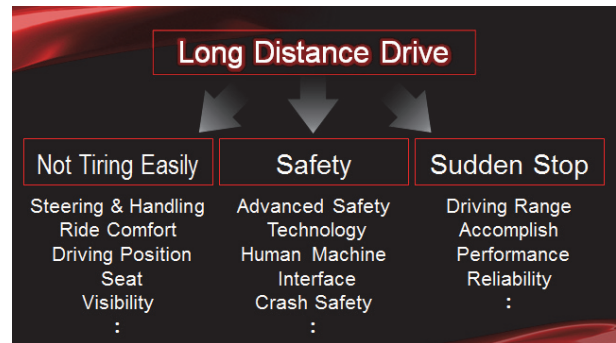 Long Distance Drive
Not Tiring Easily
Steering & Handling
Ride Comfort
Driving Position
Seat
Visibility
:
Safety
Advanced Safety
Technology
Human Machine
Interface
Crash Safety
:
Sudden Stop
Driving Range
Accomplish
Performance
Reliability
: